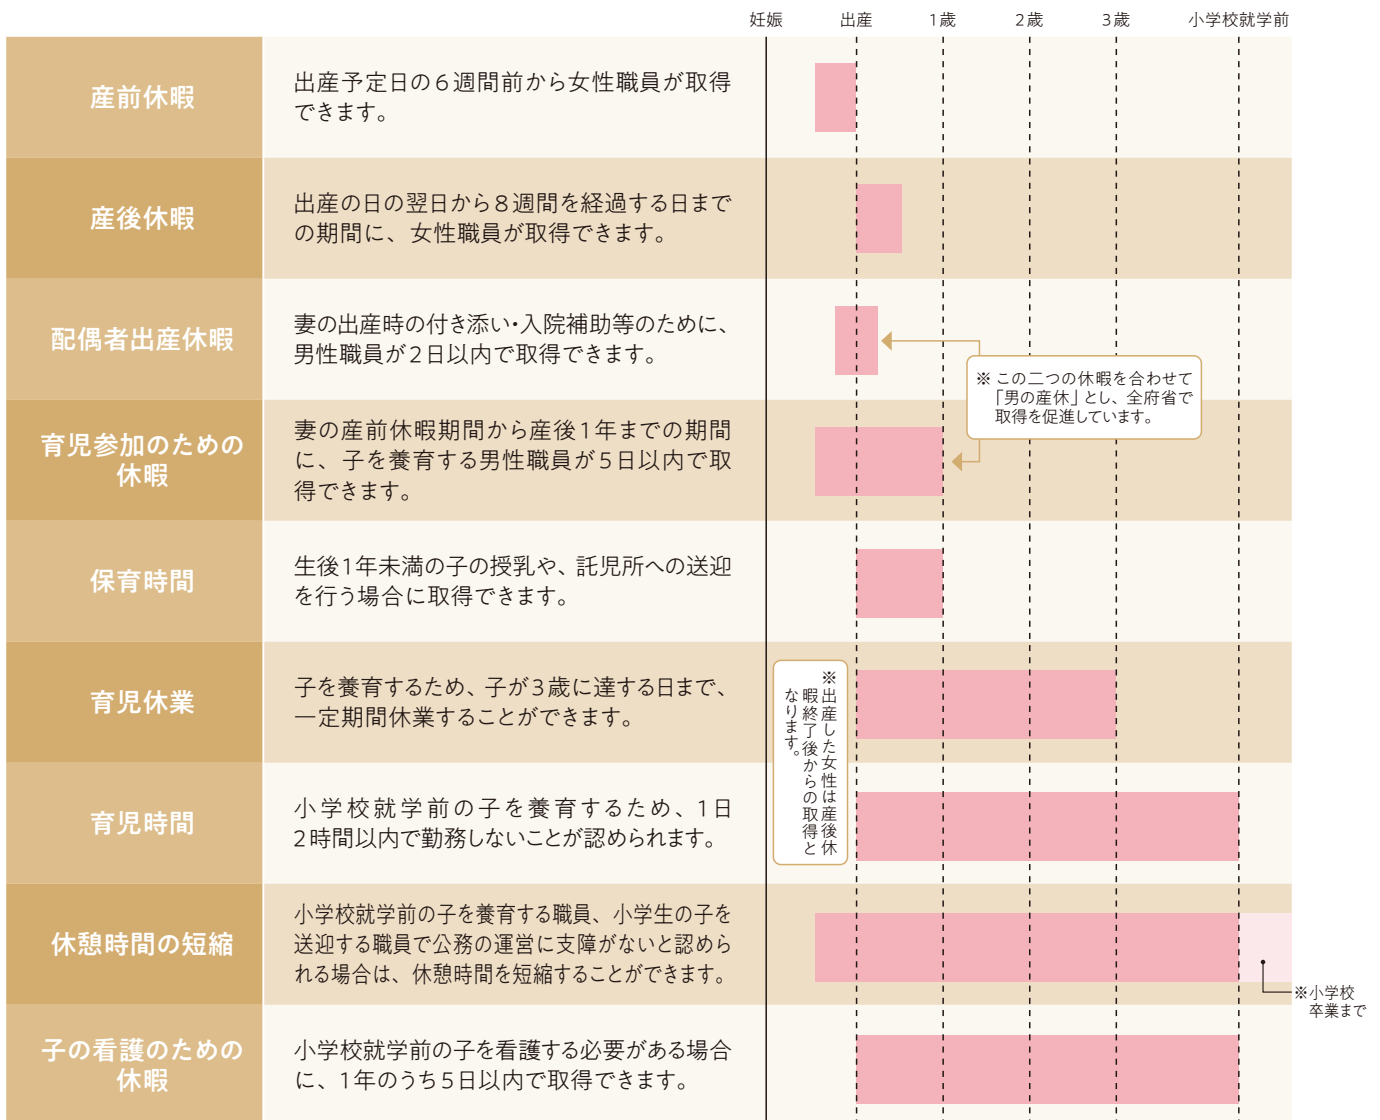 妊娠 出産 1歳 2歳 3歳 小学校就学前
産前休暇
出産予定日の6週間前から女性職員が取得
できます。
産後休暇
出産の日の翌日から8週間を経過する日まで
の期間に、女性職員が取得できます。
配偶者出産休暇
妻の出産時の付き添い・入院補助等のために、
男性職員が2日以内で取得できます。
※この二つの休暇を合わせて
「男の産休」とし、全府省で
取得を促進しています。
育児参加のための
休暇
妻の産前休暇期間から産後1年までの期間
に、子を養育する男性職員が5日以内で取
得できます。
保育時間
生後1年未満の子の授乳や、託児所への送迎
を行う場合に取得できます。
育児休業
子を養育するため、子が3歳に達する日まで、
一定期間休業することができます。
※出産した女性は産後休
暇終了後からの取得と
なります。
育児時間
小学校就学前の子を養育するため、1日
2時間以内で勤務しないことが認められます。
休憩時間の短縮
小学校就学前の子を養育する職員、小学生の子を
送迎する職員で公務の運営に支障がないと認めら
れる場合は、休憩時間を短縮することができます。
※小学校
卒業まで
子の看護のための
休暇
小学校就学前の子を看護する必要がある場合
に、1年のうち5日以内で取得できます。